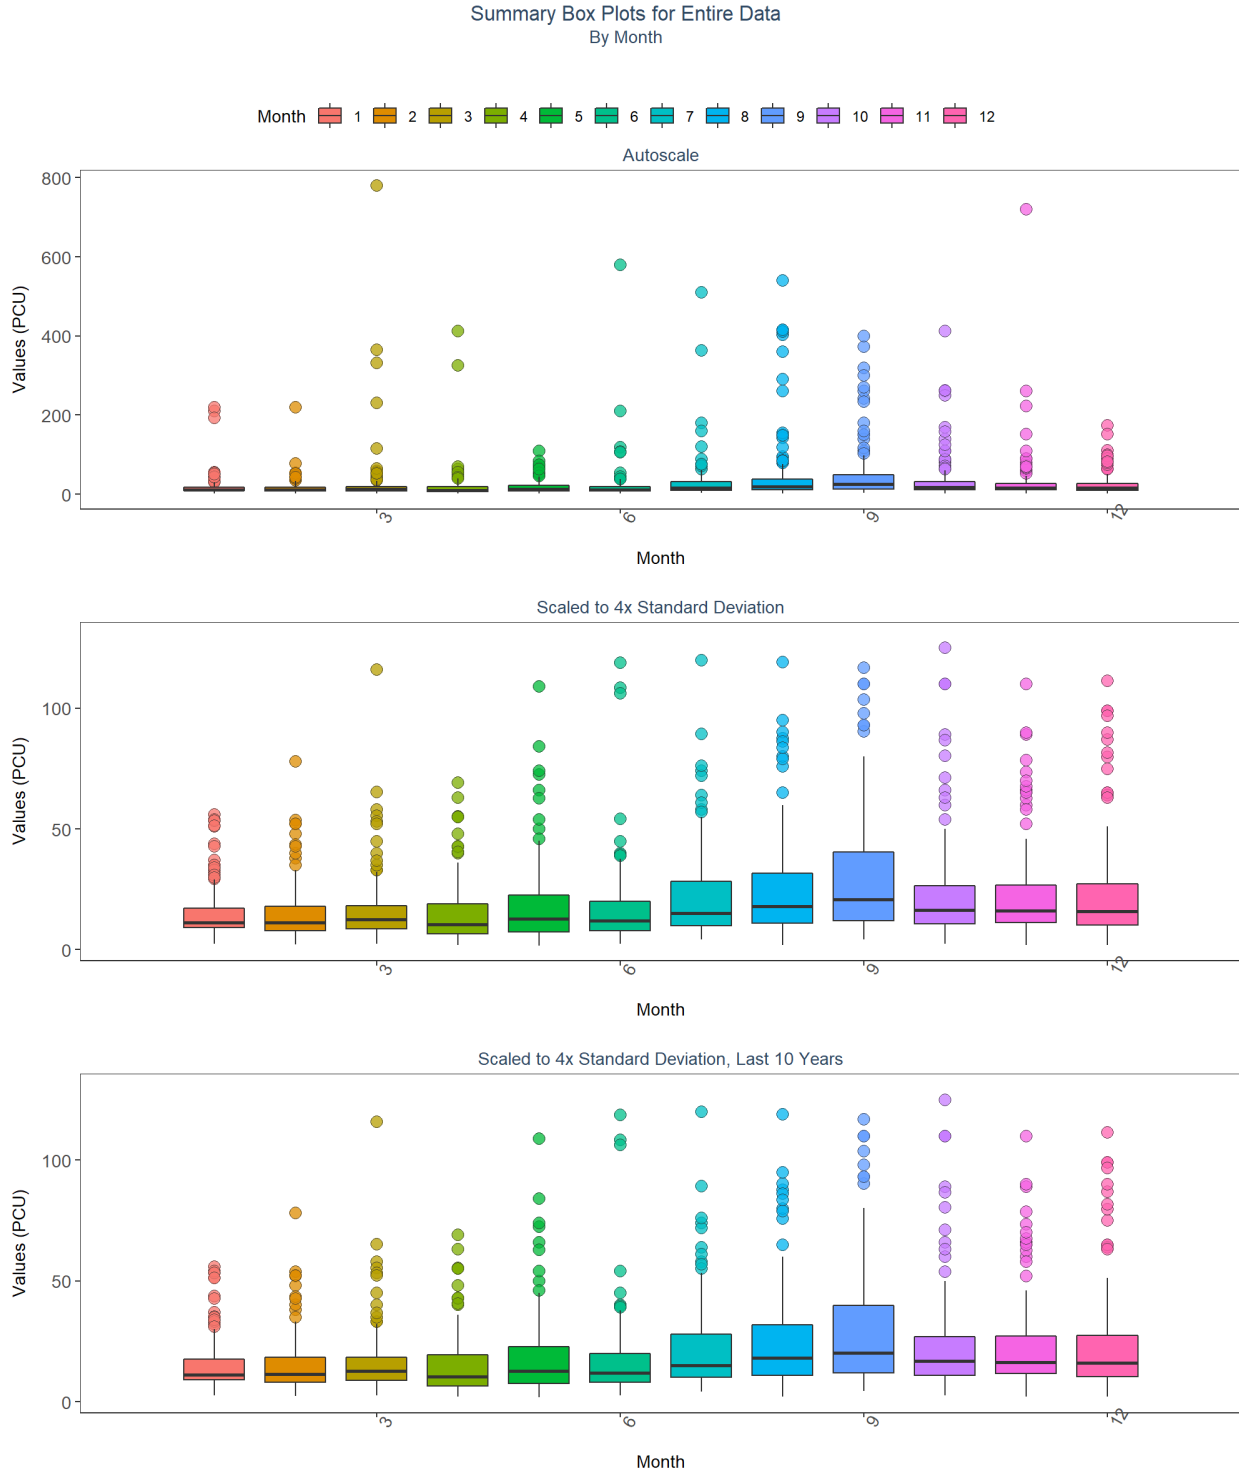 Summary Box Plots for Entire Data
By Month
Month 1 2 3 4 5 6 7 8 9 10 11 12
Autoscale
800
600
400
200
0
Values (PCU)
3 6 9 12
Month
Scaled to 4x Standard Deviation
100
50
0
Values (PCU)
3 6 9 12
Month
Scaled to 4x Standard Deviation, Last 10 Years
100
50
0
Values (PCU)
3 6 9 12
Month